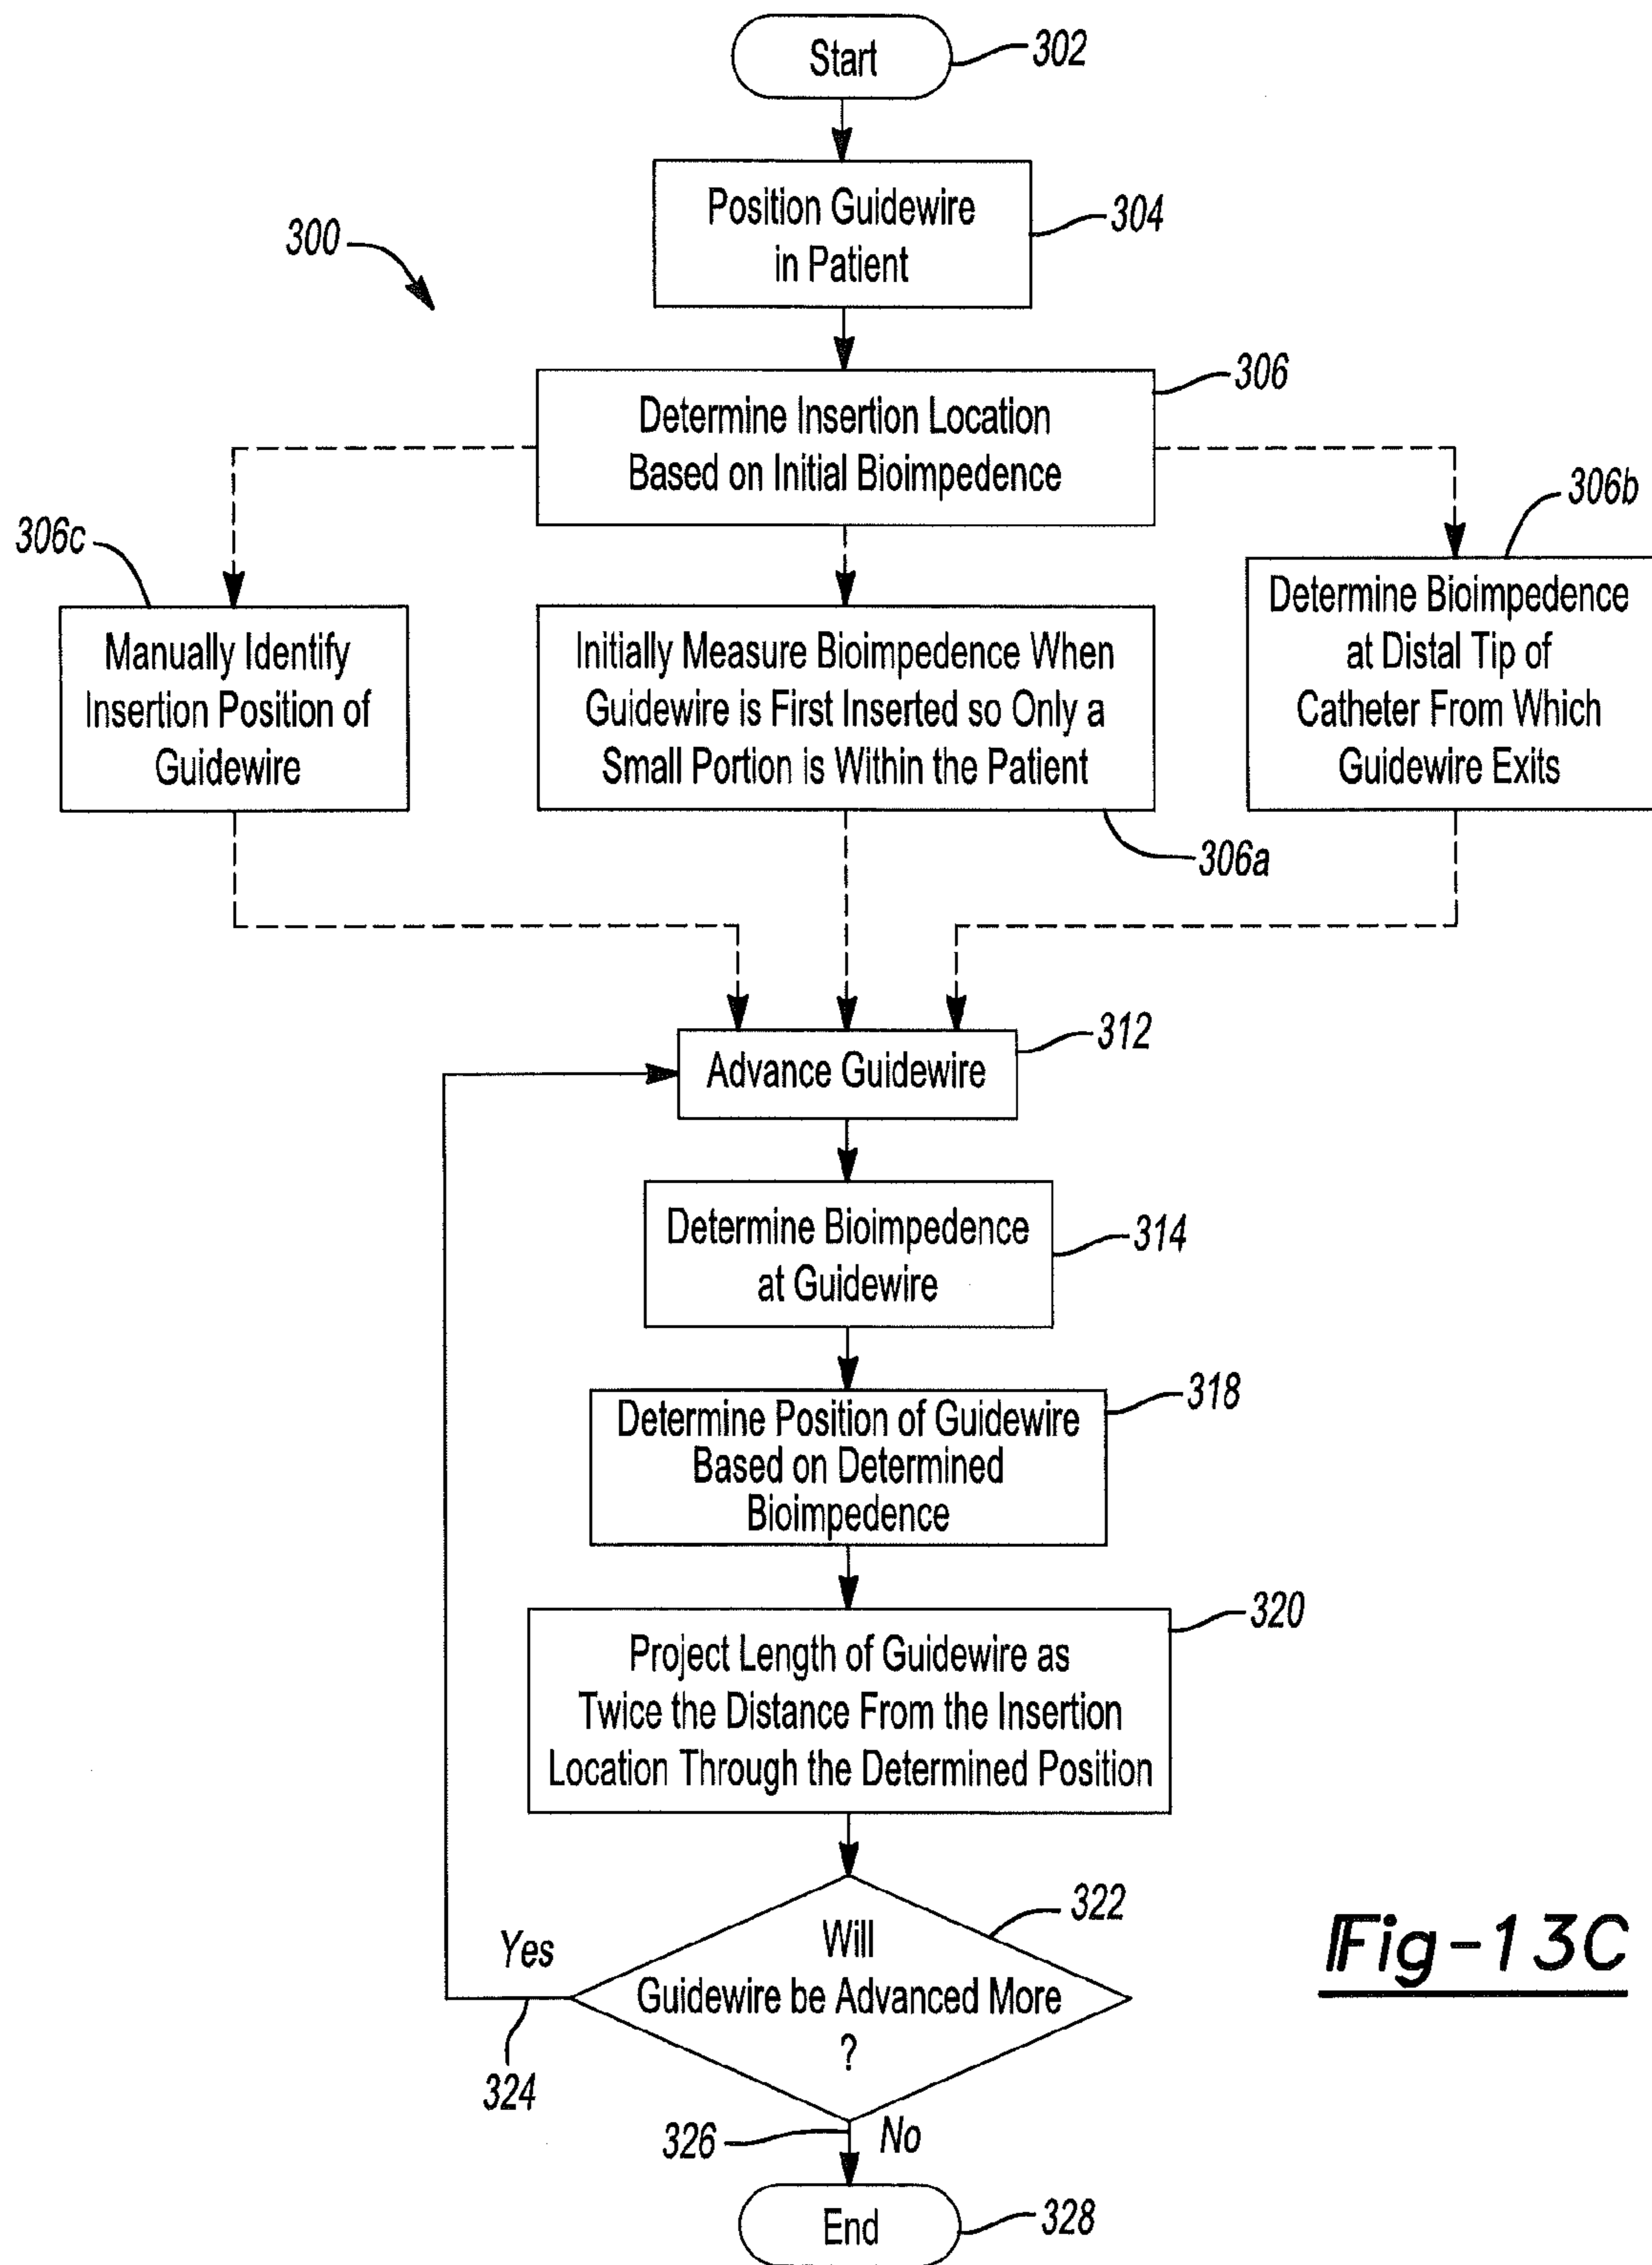 Start
302
Position Guidewire
in Patient
304
300
Determine Insertion Location
Based on Initial Bioimpedence
306
306c
Manually Identify
Insertion Position of
Guidewire
Initially Measure Bioimpedence When
Guidewire is First Inserted so Only a
Small Portion is Within the Patient
306a
306b
Determine Bioimpedence
at Distal Tip of
Catheter From Which
Guidewire Exits
Advance Guidewire
312
Determine Bioimpedence
at Guidewire
314
Determine Position of Guidewire
Based on Determined
Bioimpedence
318
Project Length of Guidewire as
Twice the Distance From the Insertion
Location Through the Determined Position
320
Will
Guidewire be Advanced More
?
322
Yes
324
326
No
End
328
Fig-13C